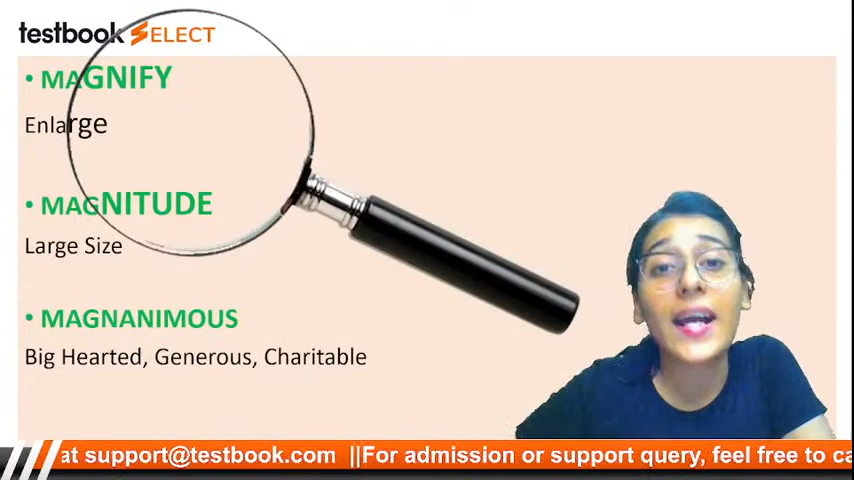 testbook SELECT
• MAGNIFY
Enlarge
• MAGNITUDE
Large Size
• MAGNANIMOUS
Big Hearted, Generous, Charitable
at support@testbook.com ||For admission or support query, feel free to ca